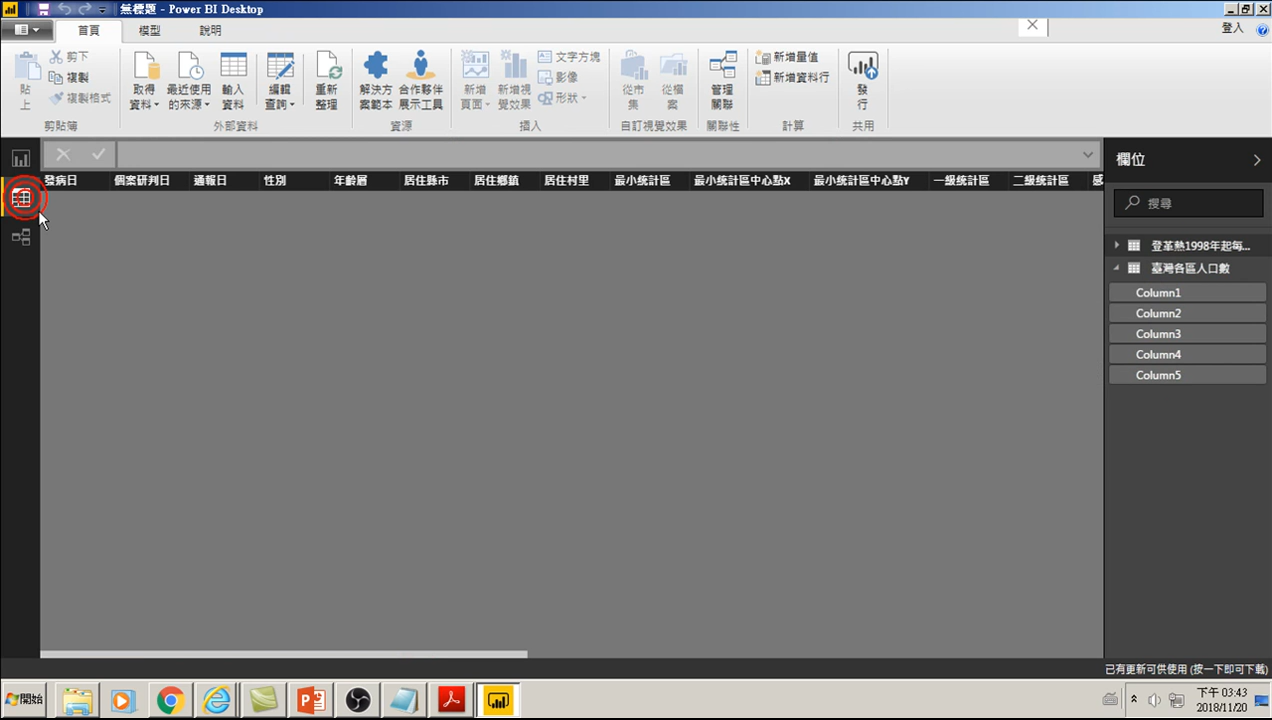 無標題 - Power BI Desktop
首頁 模型 說明 登入
貼上 剪下 複製 複製格式 剪貼簿
取得資料 最近使用的來源 輸入資料 編輯查詢 外部資料
重新整理
解決方案範本 合作夥伴展示工具 資源
新增頁面 新增視覺效果 文字方塊 影像 形狀 插入
從市集 從檔案 自訂視覺效果
管理關聯 關聯性
新增量值 新增資料行 計算
發行 共用
發病日 個案研判日 通報日 性別 年齡層 居住縣市 居住鄉鎮 居住村里 最小統計區 最小統計區中心點X 最小統計區中心點Y 一級統計區 二級統計區 感
欄位
搜尋
登革熱1998年起每...
臺灣各區人口數
Column1
Column2
Column3
Column4
Column5
已有更新可供使用 (按一下即可下載)
開始
下午 03:43
2018/11/20